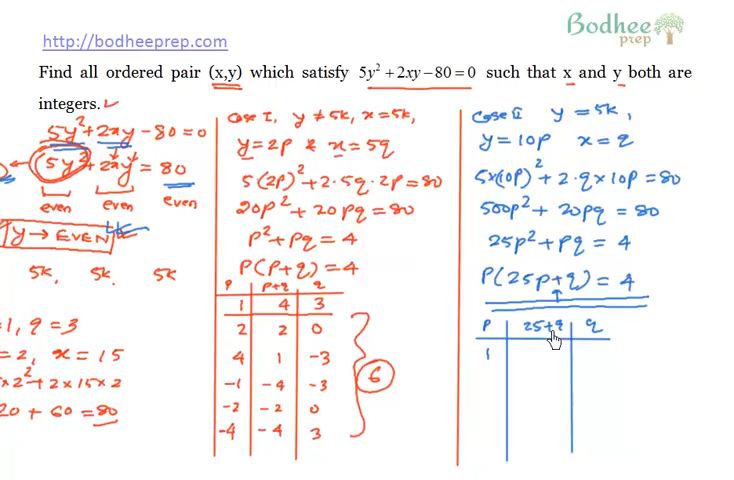 http://bodheeprep.com
Bodhee
prep
Find all ordered pair (x,y) which satisfy 5y² + 2xy − 80 = 0 such that x and y both are
integers.
5y² + 2xy − 80 = 0
5y² + 2xy = 80
even even even
y → EVEN
5k, 5k 5k
=1, q = 3
= 2, x = 15
×2² + 2×15×2
20 + 60 = 80
Case I, y ≠ 5k, x = 5k,
y = 2p & x = 5q
5(2p)² + 2·5q·2p = 80
20p² + 20pq = 80
p² + pq = 4
p(p+q) = 4
p p+q q
1 4 3
2 2 0
4 1 -3
-1 -4 -3
-2 -2 0
-4 -4 3
6
Case II y = 5k,
y = 10p x = q
5×(10p)² + 2·q×10p = 80
500p² + 20pq = 80
25p² + pq = 4
p(25p+q) = 4
p 25+q q
1